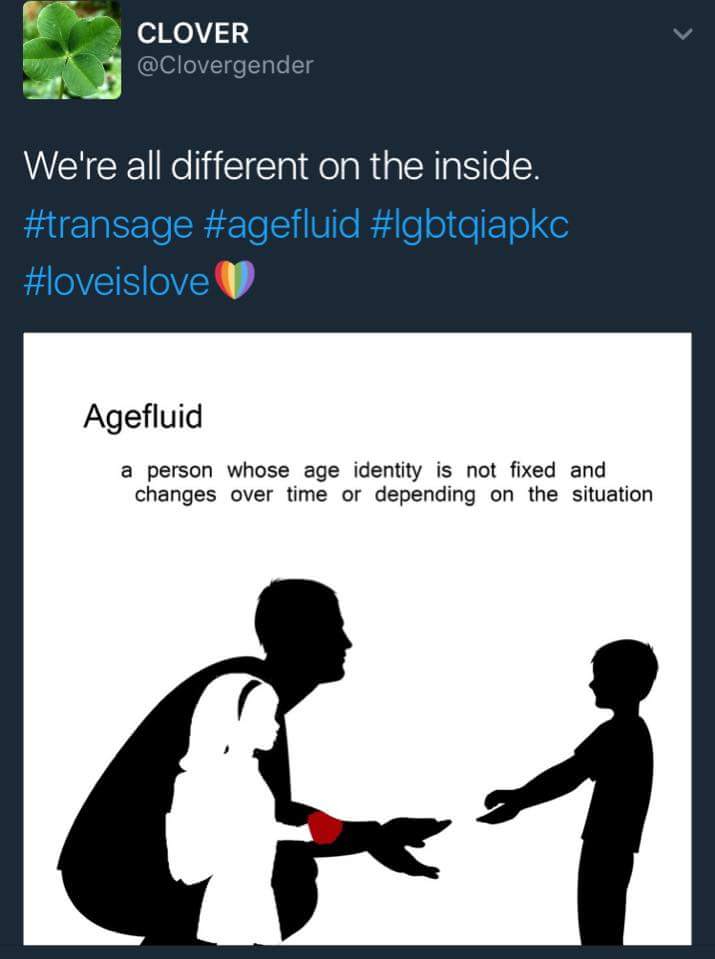 CLOVER
@Clovergender
We're all different on the inside.
#transage #agefluid #lgbtqiapkc
#loveislove
Agefluid
a person whose age identity is not fixed and
changes over time or depending on the situation